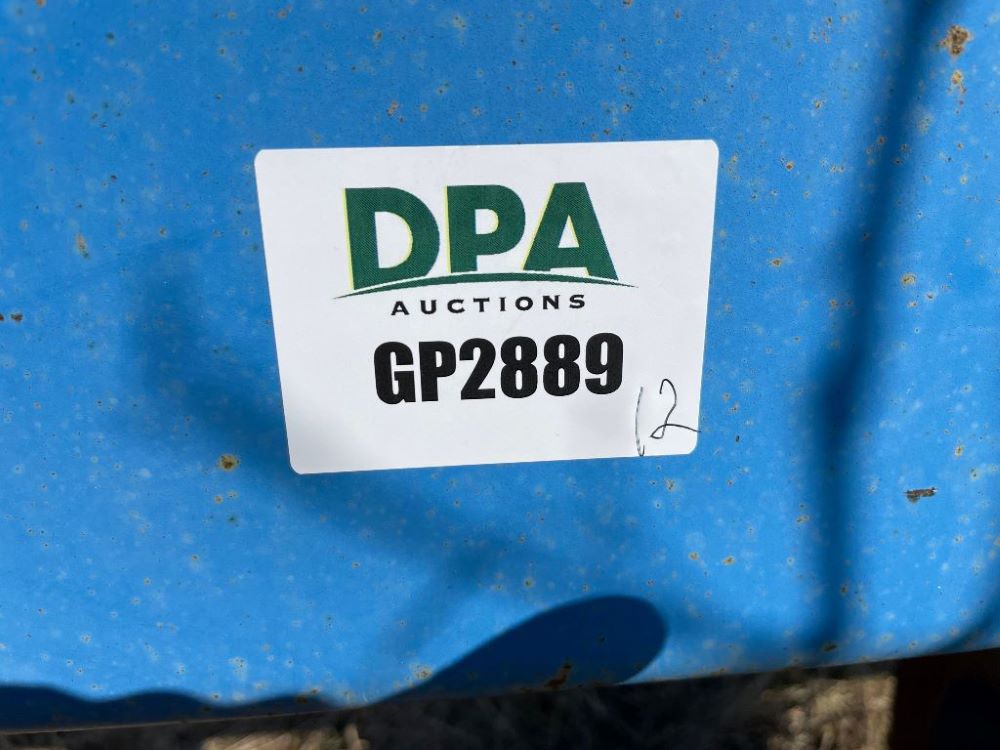 DPA
AUCTIONS
GP2889
12